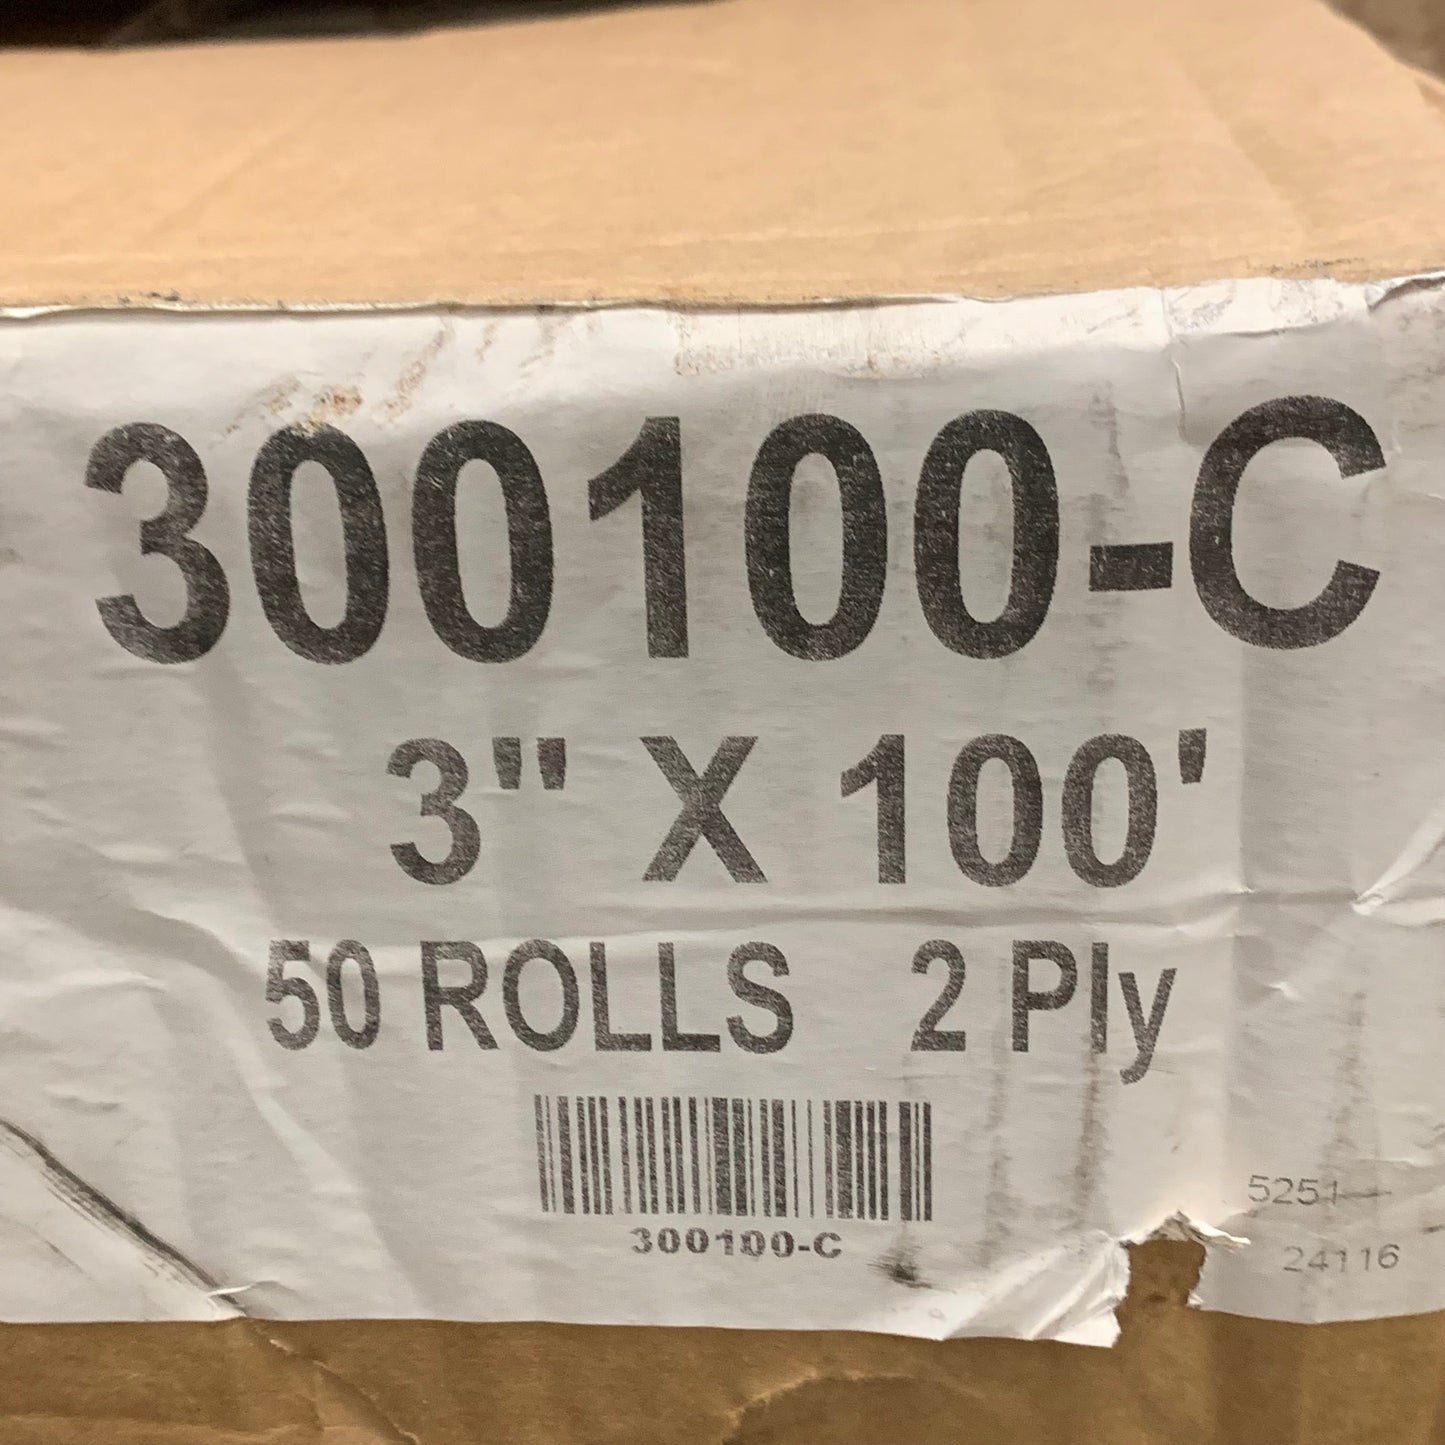 300100-C
3" X 100'
50 ROLLS 2 Ply
300100-C
5251
24116